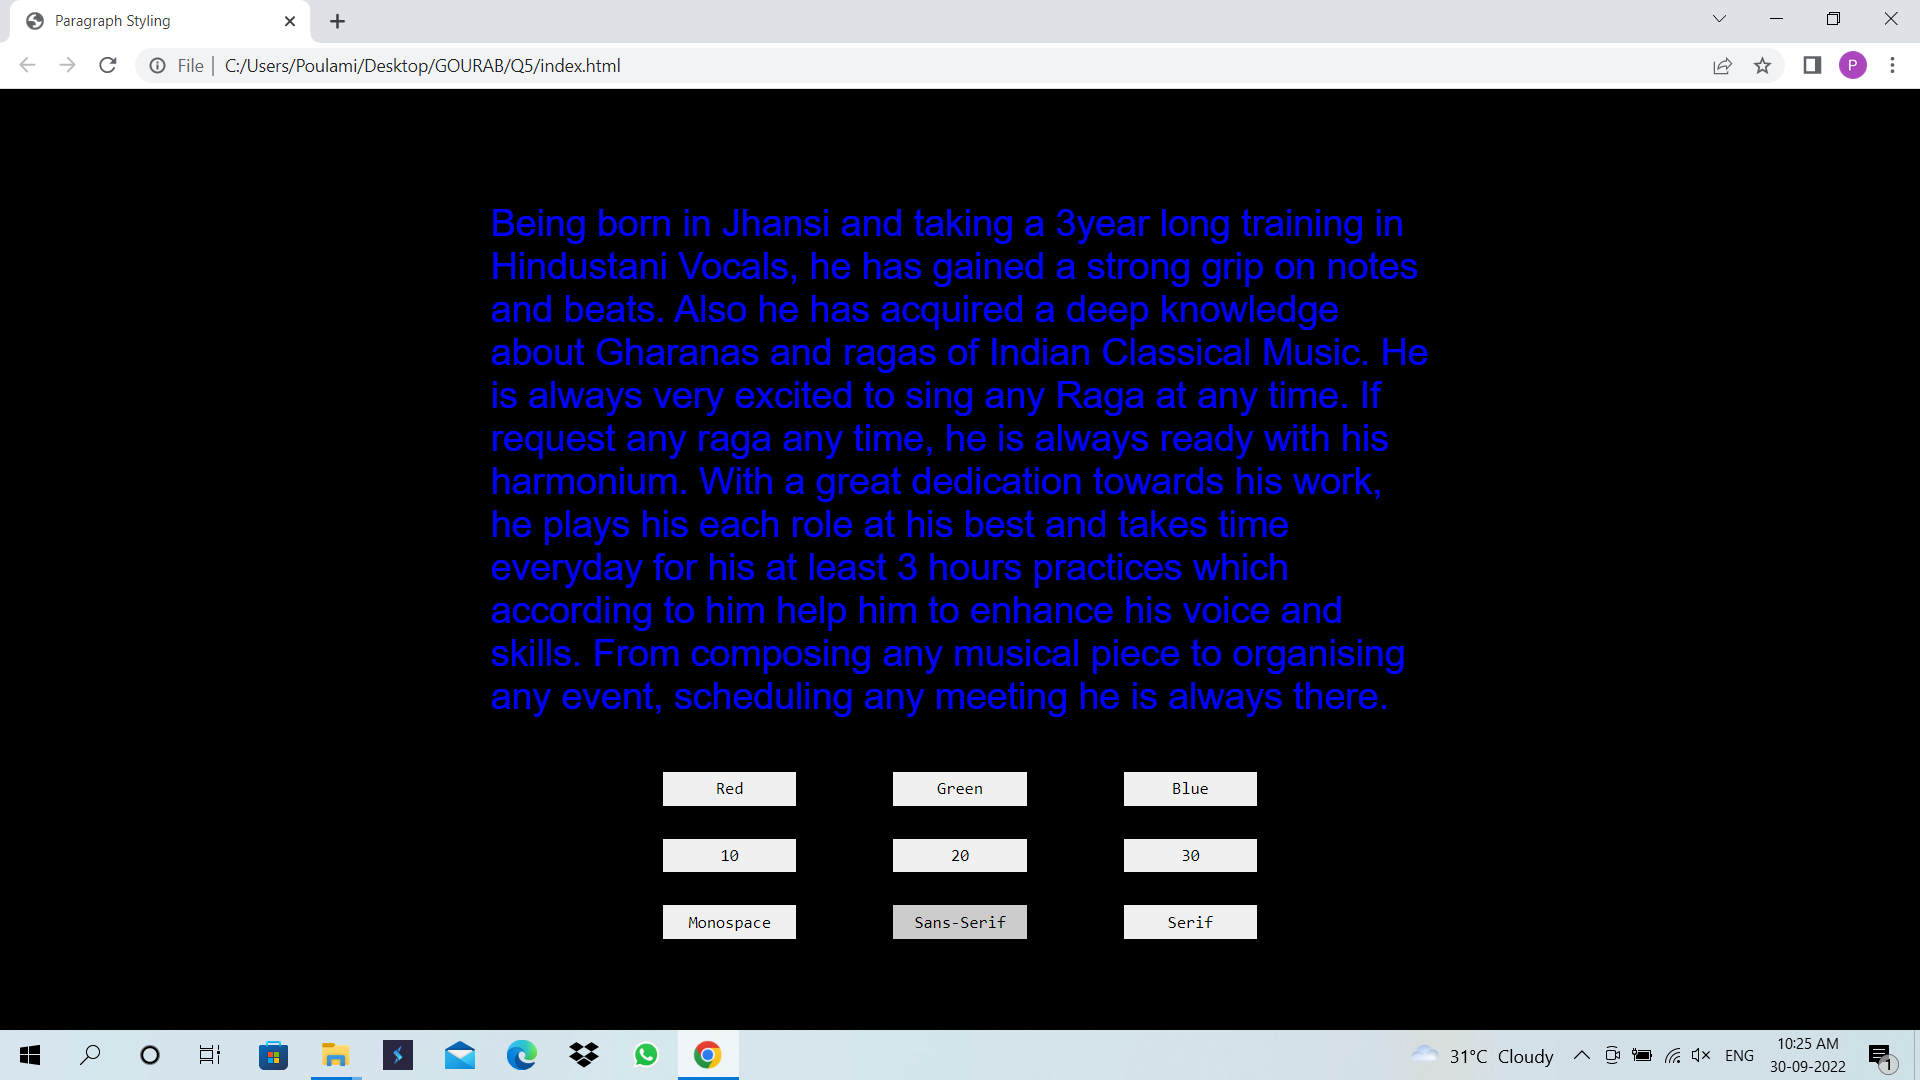 Paragraph Styling
File | C:/Users/Poulami/Desktop/GOURAB/Q5/index.html
P
Being born in Jhansi and taking a 3year long training in
Hindustani Vocals, he has gained a strong grip on notes
and beats. Also he has acquired a deep knowledge
about Gharanas and ragas of Indian Classical Music. He
is always very excited to sing any Raga at any time. If
request any raga any time, he is always ready with his
harmonium. With a great dedication towards his work,
he plays his each role at his best and takes time
everyday for his at least 3 hours practices which
according to him help him to enhance his voice and
skills. From composing any musical piece to organising
any event, scheduling any meeting he is always there.
Red Green Blue
10 20 30
Monospace Sans-Serif Serif
31°C Cloudy ENG 10:25 AM
30-09-2022 1